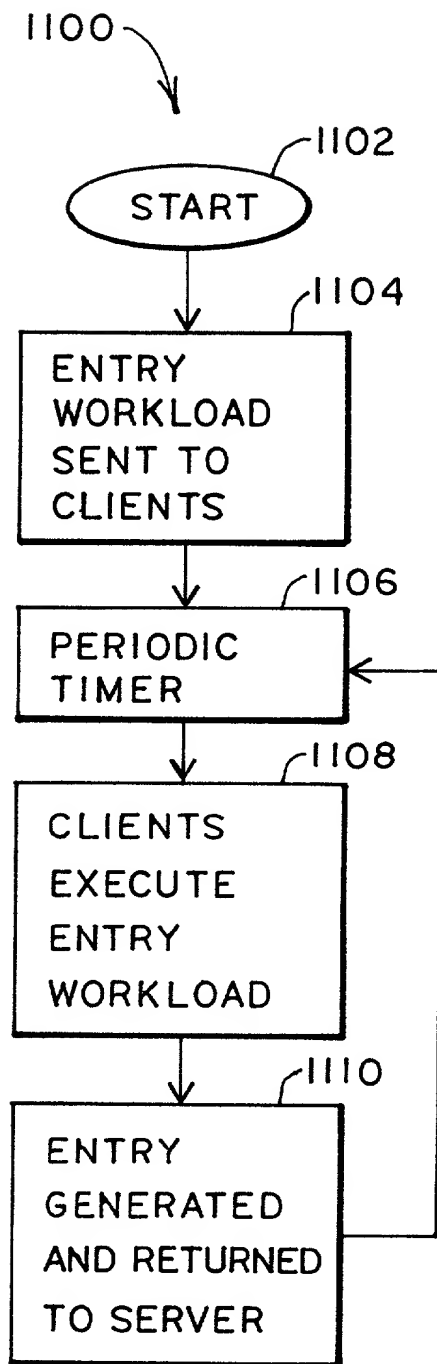 1100
1102
START
1104
ENTRY
WORKLOAD
SENT TO
CLIENTS
1106
PERIODIC
TIMER
1108
CLIENTS
EXECUTE
ENTRY
WORKLOAD
1110
ENTRY
GENERATED
AND RETURNED
TO SERVER